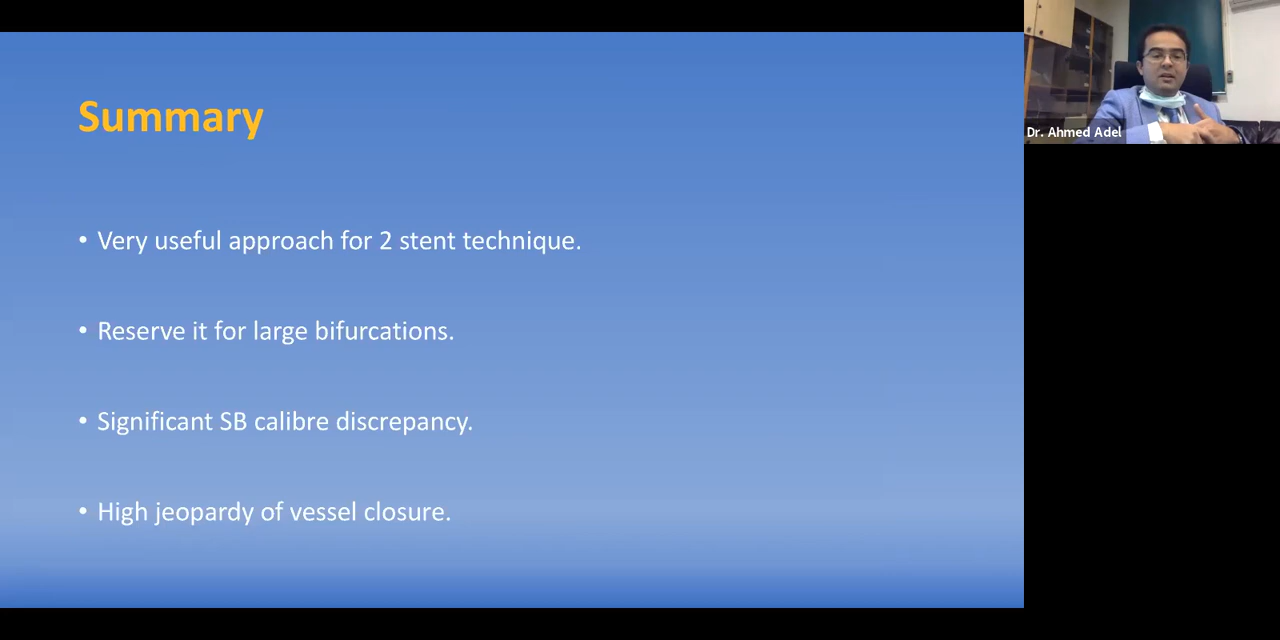 Summary
• Very useful approach for 2 stent technique.
• Reserve it for large bifurcations.
• Significant SB calibre discrepancy.
• High jeopardy of vessel closure.
Dr. Ahmed Adel